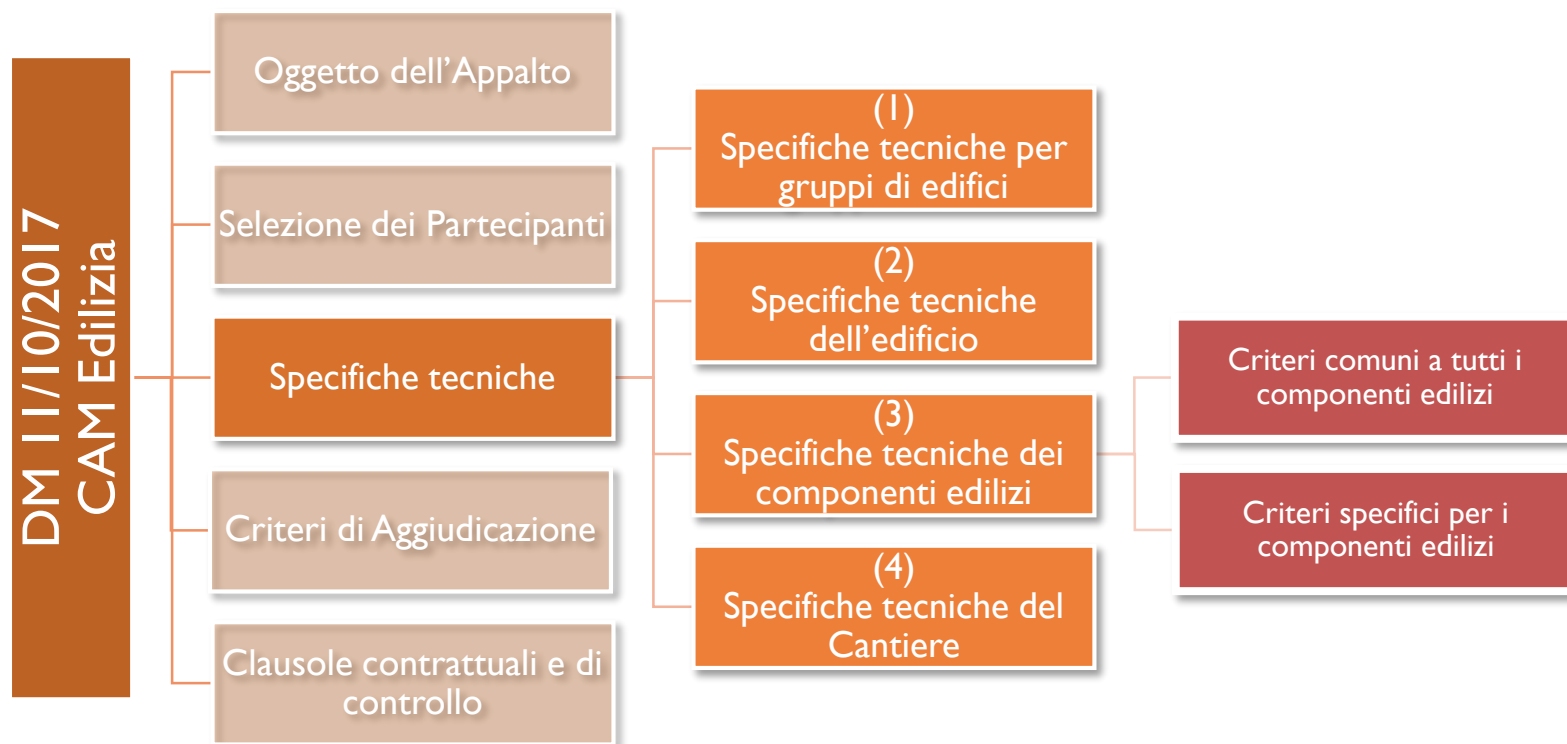 DM 11/10/2017
CAM Edilizia
Oggetto dell'Appalto
Selezione dei Partecipanti
Specifiche tecniche
Criteri di Aggiudicazione
Clausole contrattuali e di
controllo
(1)
Specifiche tecniche per
gruppi di edifici
(2)
Specifiche tecniche
dell'edificio
(3)
Specifiche tecniche dei
componenti edilizi
(4)
Specifiche tecniche del
Cantiere
Criteri comuni a tutti i
componenti edilizi
Criteri specifici per i
componenti edilizi